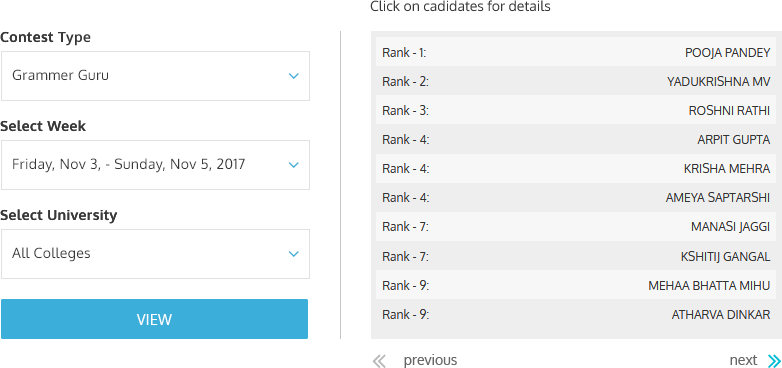 Click on cadidates for details
Contest Type
Grammer Guru
Select Week
Friday, Nov 3, - Sunday, Nov 5, 2017
Select University
All Colleges
VIEW
Rank - 1: POOJA PANDEY
Rank - 2: YADUKRISHNA MV
Rank - 3: ROSHNI RATHI
Rank - 4: ARPIT GUPTA
Rank - 4: KRISHA MEHRA
Rank - 4: AMEYA SAPTARSHI
Rank - 7: MANASI JAGGI
Rank - 7: KSHITIJ GANGAL
Rank - 9: MEHAA BHATTA MIHU
Rank - 9: ATHARVA DINKAR
previous next